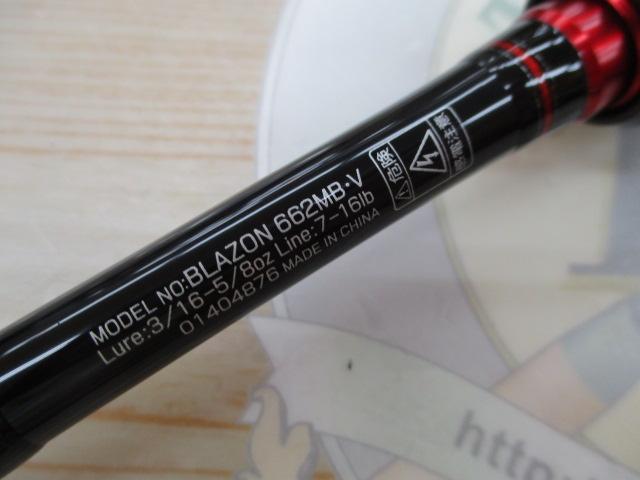 MODEL NO:BLAZON 662MB・V
Lure:3/16-5/8oz Line:7-16lb
01404876 MADE IN CHINA
危険
感電注意
http:/